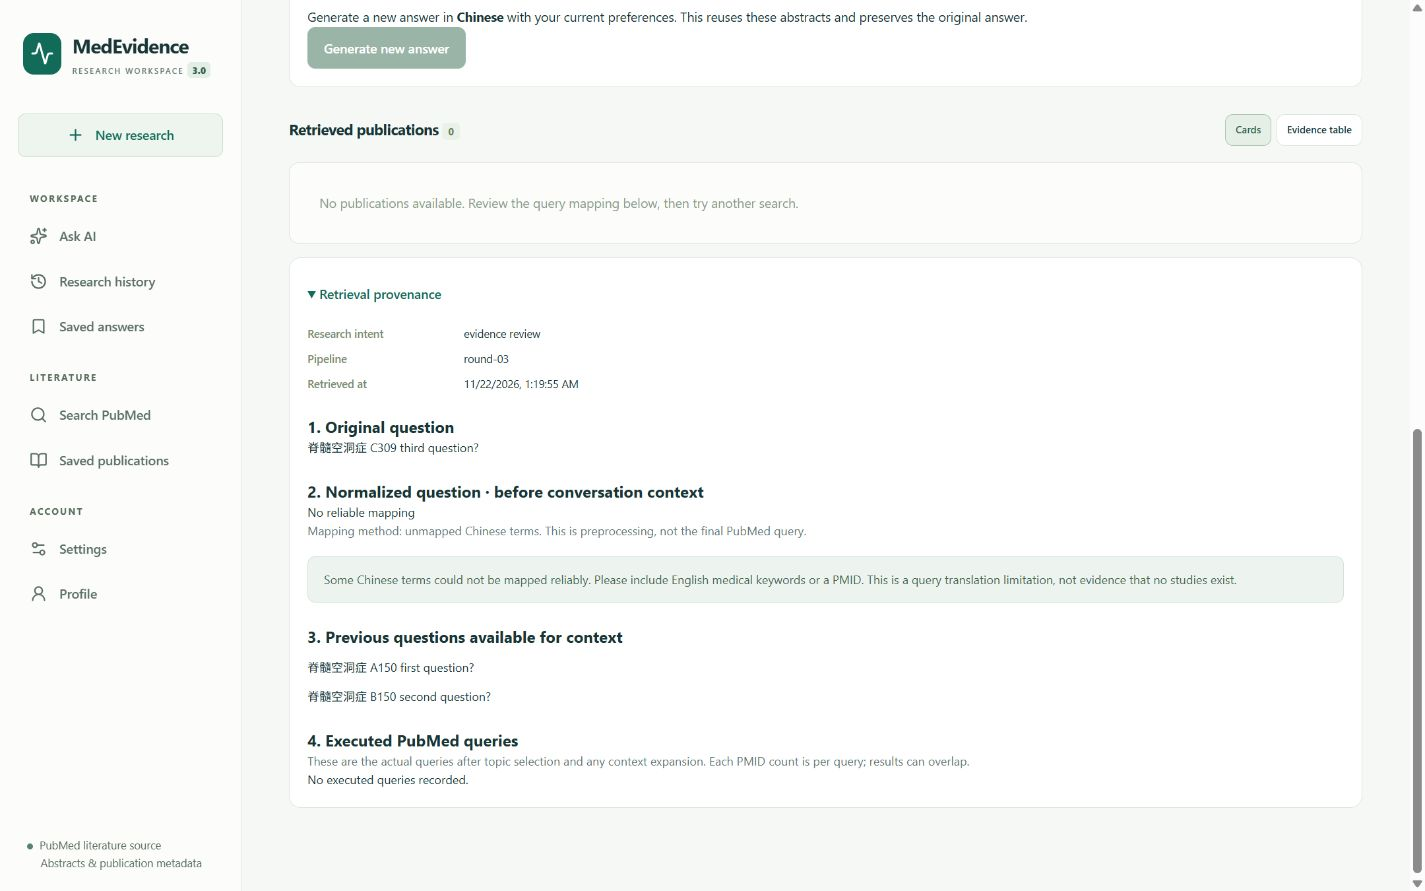 MedEvidence
RESEARCH WORKSPACE 3.0
+ New research
WORKSPACE
Ask AI
Research history
Saved answers
LITERATURE
Search PubMed
Saved publications
ACCOUNT
Settings
Profile
PubMed literature source
Abstracts & publication metadata
Generate a new answer in Chinese with your current preferences. This reuses these abstracts and preserves the original answer.
Generate new answer
Retrieved publications 0
Cards
Evidence table
No publications available. Review the query mapping below, then try another search.
▼ Retrieval provenance
Research intent evidence review
Pipeline round-03
Retrieved at 11/22/2026, 1:19:55 AM
1. Original question
脊髓空洞症 C309 third question?
2. Normalized question · before conversation context
No reliable mapping
Mapping method: unmapped Chinese terms. This is preprocessing, not the final PubMed query.
Some Chinese terms could not be mapped reliably. Please include English medical keywords or a PMID. This is a query translation limitation, not evidence that no studies exist.
3. Previous questions available for context
脊髓空洞症 A150 first question?
脊髓空洞症 B150 second question?
4. Executed PubMed queries
These are the actual queries after topic selection and any context expansion. Each PMID count is per query; results can overlap.
No executed queries recorded.